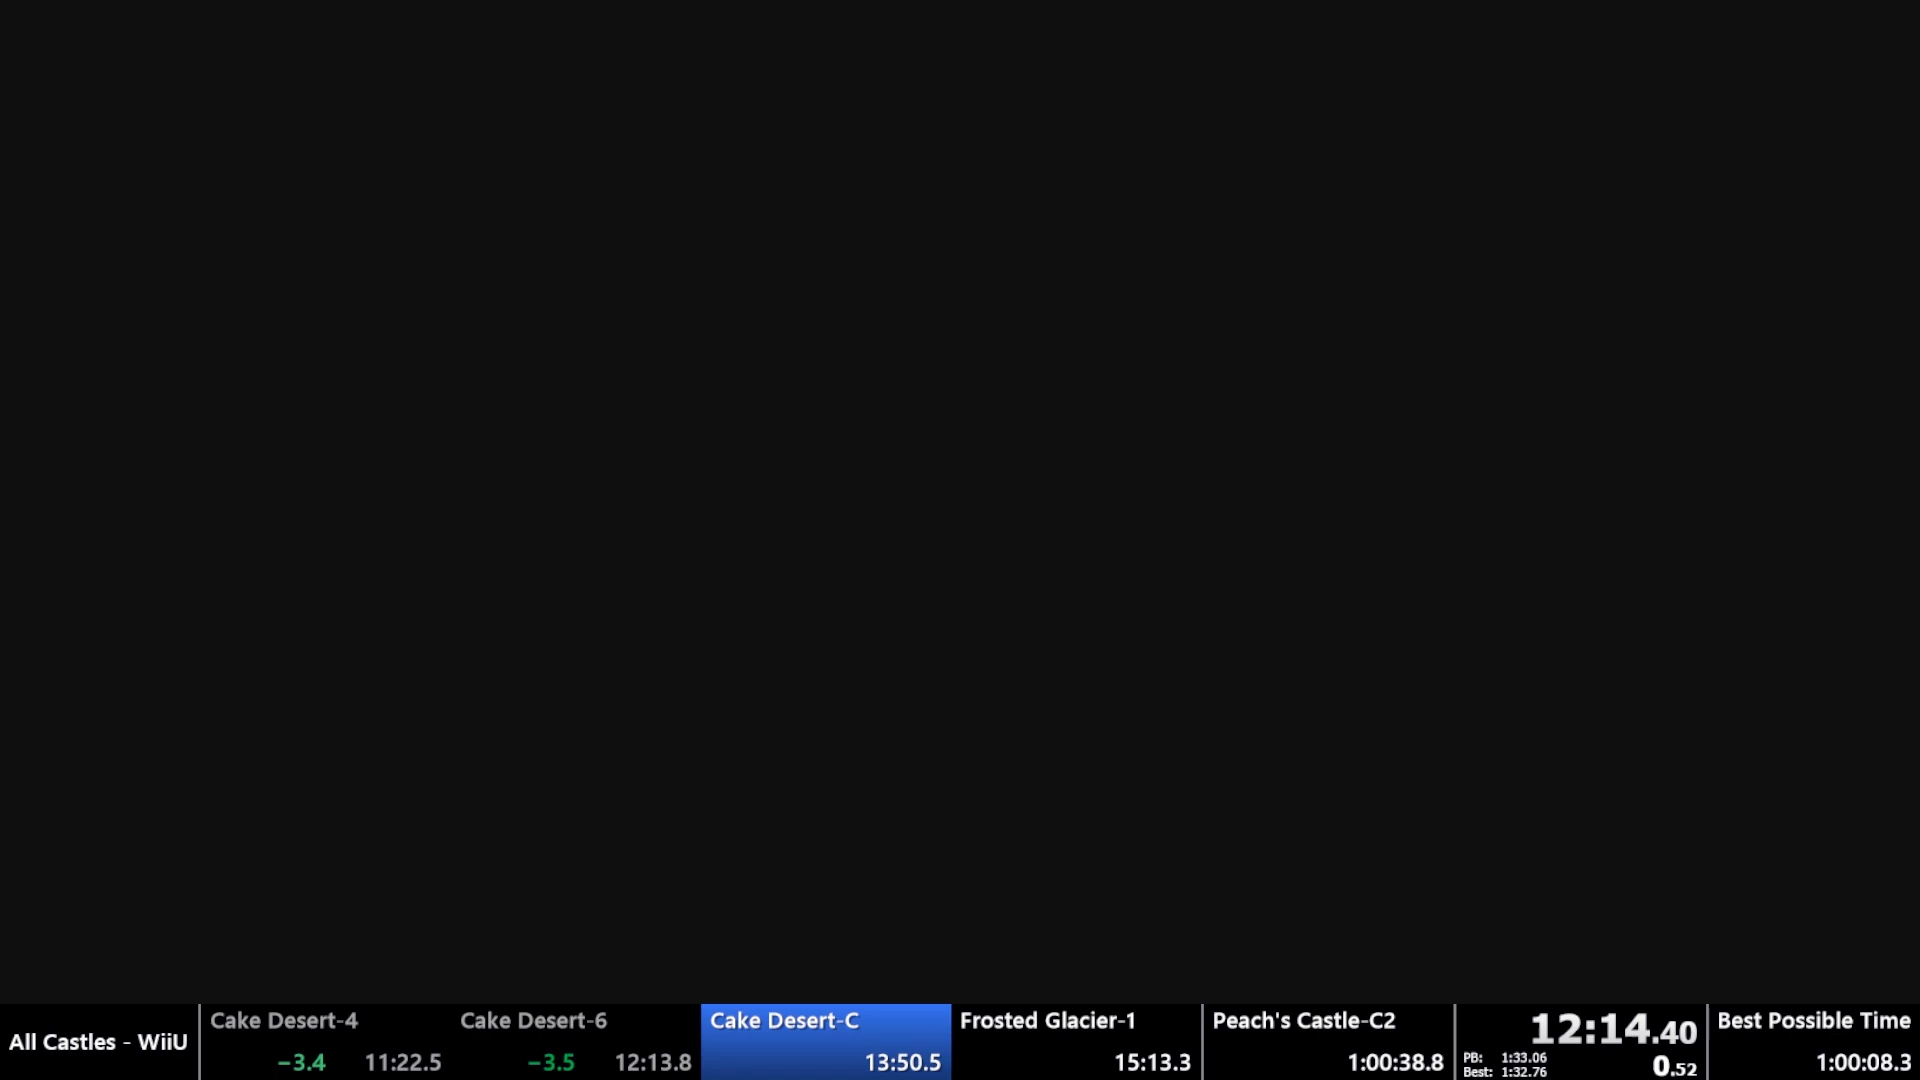 All Castles - WiiU
Cake Desert-4
−3.4 11:22.5
Cake Desert-6
−3.5 12:13.8
Cake Desert-C
13:50.5
Frosted Glacier-1
15:13.3
Peach's Castle-C2
1:00:38.8
12:14.40
PB: 1:33.06
Best: 1:32.76
0.52
Best Possible Time
1:00:08.3